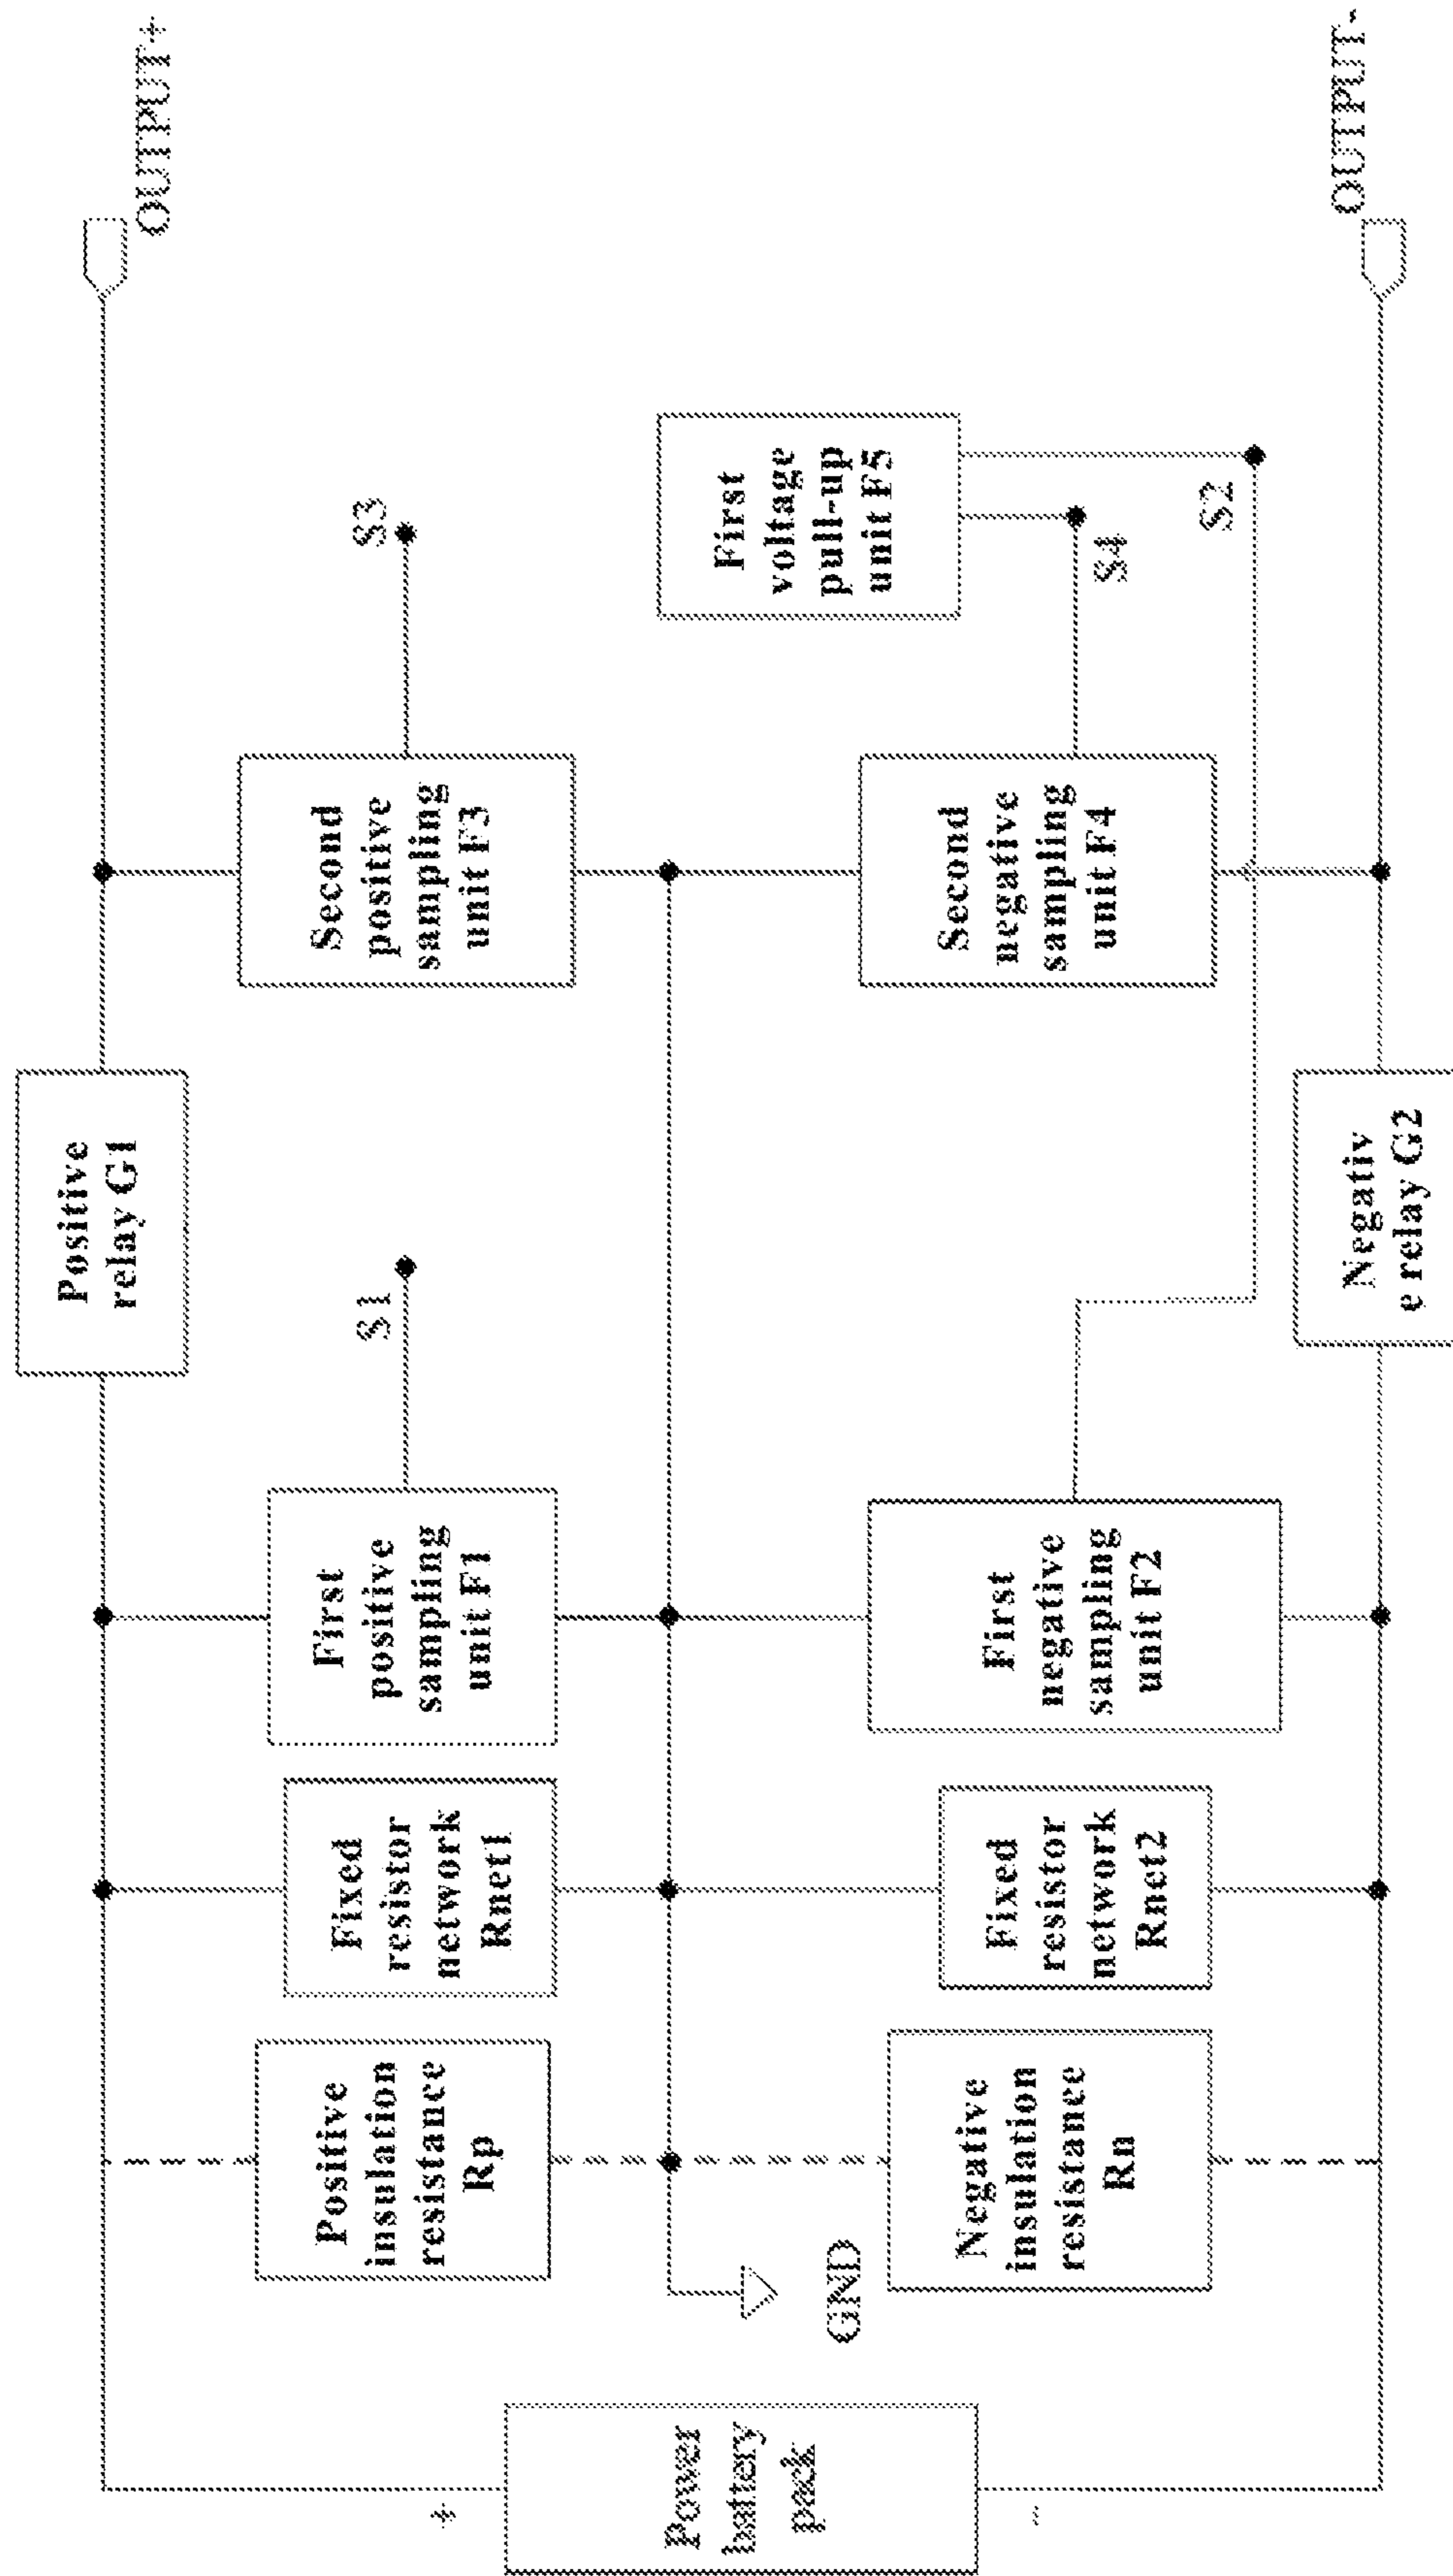 Power
battery
pack
+
-
Positive
insulation
resistance
Rp
GND
Negative
insulation
resistance
Rn
Fixed
resistor
network
Rnet1
Fixed
resistor
network
Rnet2
First
positive
sampling
unit F1
S1
First
negative
sampling
unit F2
Positive
relay G1
Negativ
e relay G2
Second
positive
sampling
unit F3
S3
Second
negative
sampling
unit F4
First
voltage
pull-up
unit F5
S4
S2
OUTPUT+
OUTPUT-